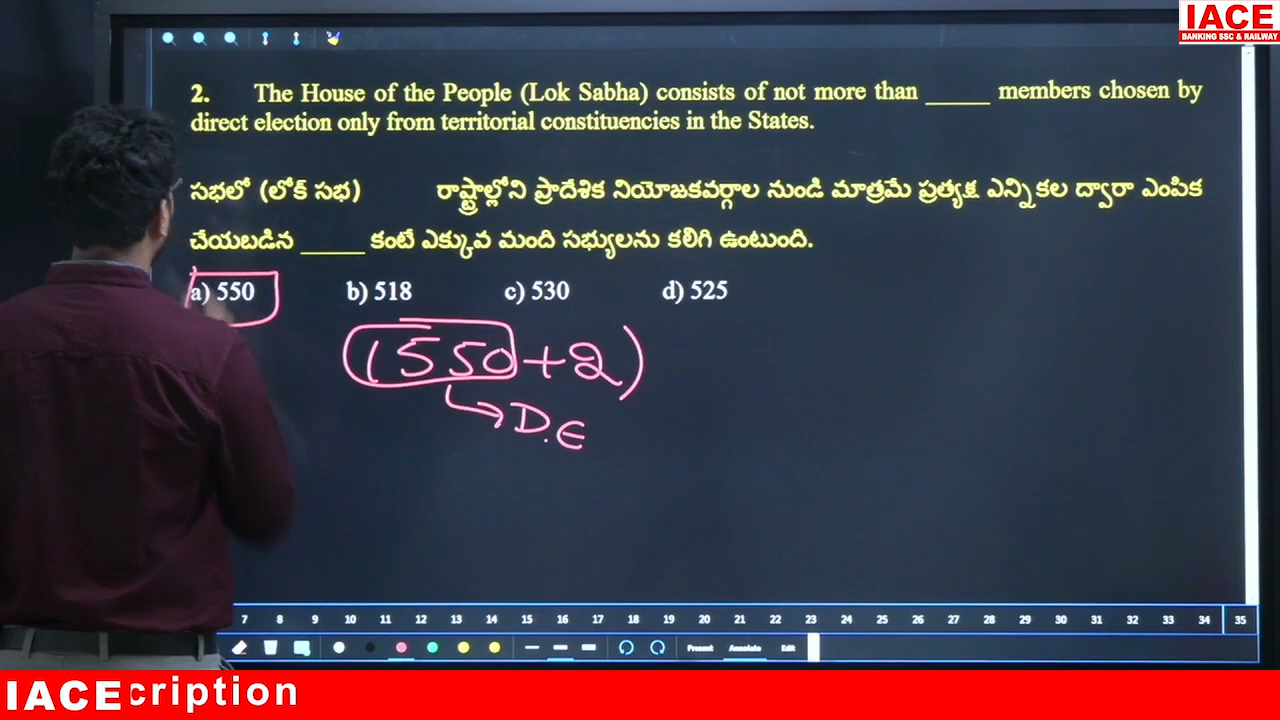 IACE
BANKING SSC & RAILWAY
2. The House of the People (Lok Sabha) consists of not more than _____ members chosen by
direct election only from territorial constituencies in the States.
సభలో (లోక్ సభ) రాష్ట్రాల్లోని ప్రాదేశిక నియోజకవర్గాల నుండి మాత్రమే ప్రత్యక్ష ఎన్నికల ద్వారా ఎంపిక
చేయబడిన _____ కంటే ఎక్కువ మంది సభ్యులను కలిగి ఉంటుంది.
a) 550 b) 518 c) 530 d) 525
(550+2)
D.E
7 8 9 10 11 12 13 14 15 16 17 18 19 20 21 22 23 24 25 26 27 28 29 30 31 32 33 34 35
Present Annotate Edit
IACE cription